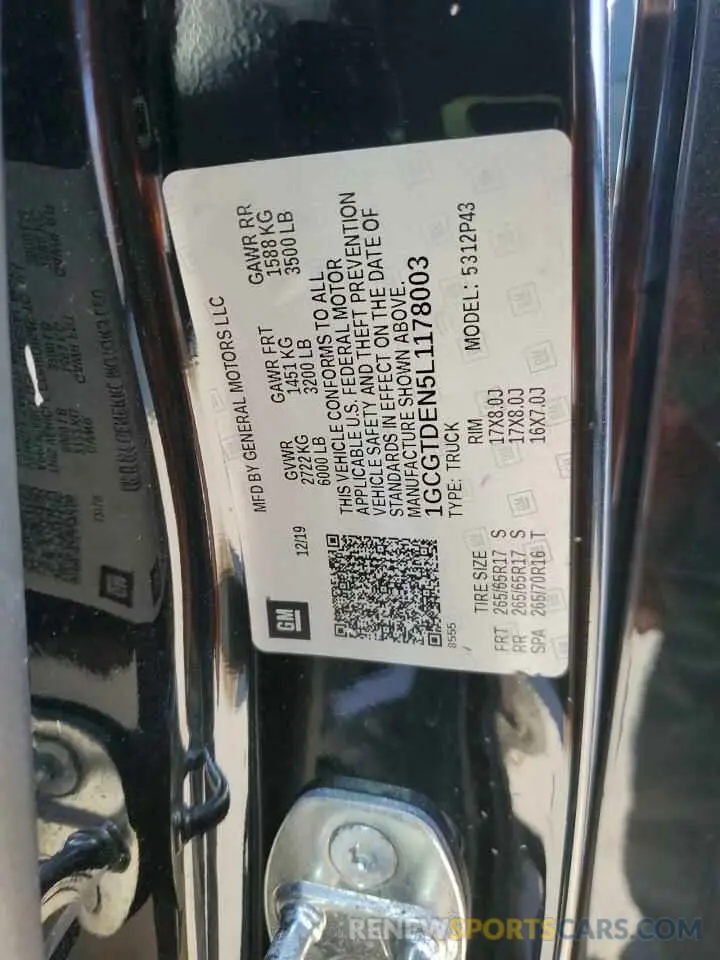 MFD BY GENERAL MOTORS LLC
12/19 GVWR GAWR FRT GAWR RR
2722 KG 1451 KG 1588 KG
6000 LB 3200 LB 3500 LB
THIS VEHICLE CONFORMS TO ALL
APPLICABLE U.S. FEDERAL MOTOR
VEHICLE SAFETY AND THEFT PREVENTION
STANDARDS IN EFFECT ON THE DATE OF
MANUFACTURE SHOWN ABOVE.
1GCGTDEN5L1178003
8555 TYPE: TRUCK MODEL: 5312P43
TIRE SIZE RIM
FRT 265/65R17 S 17X8.0J
RR 265/65R17 S 17X8.0J
SPA 265/70R16 T 16X7.0J
GM
RENEWSPORTSCARS.COM